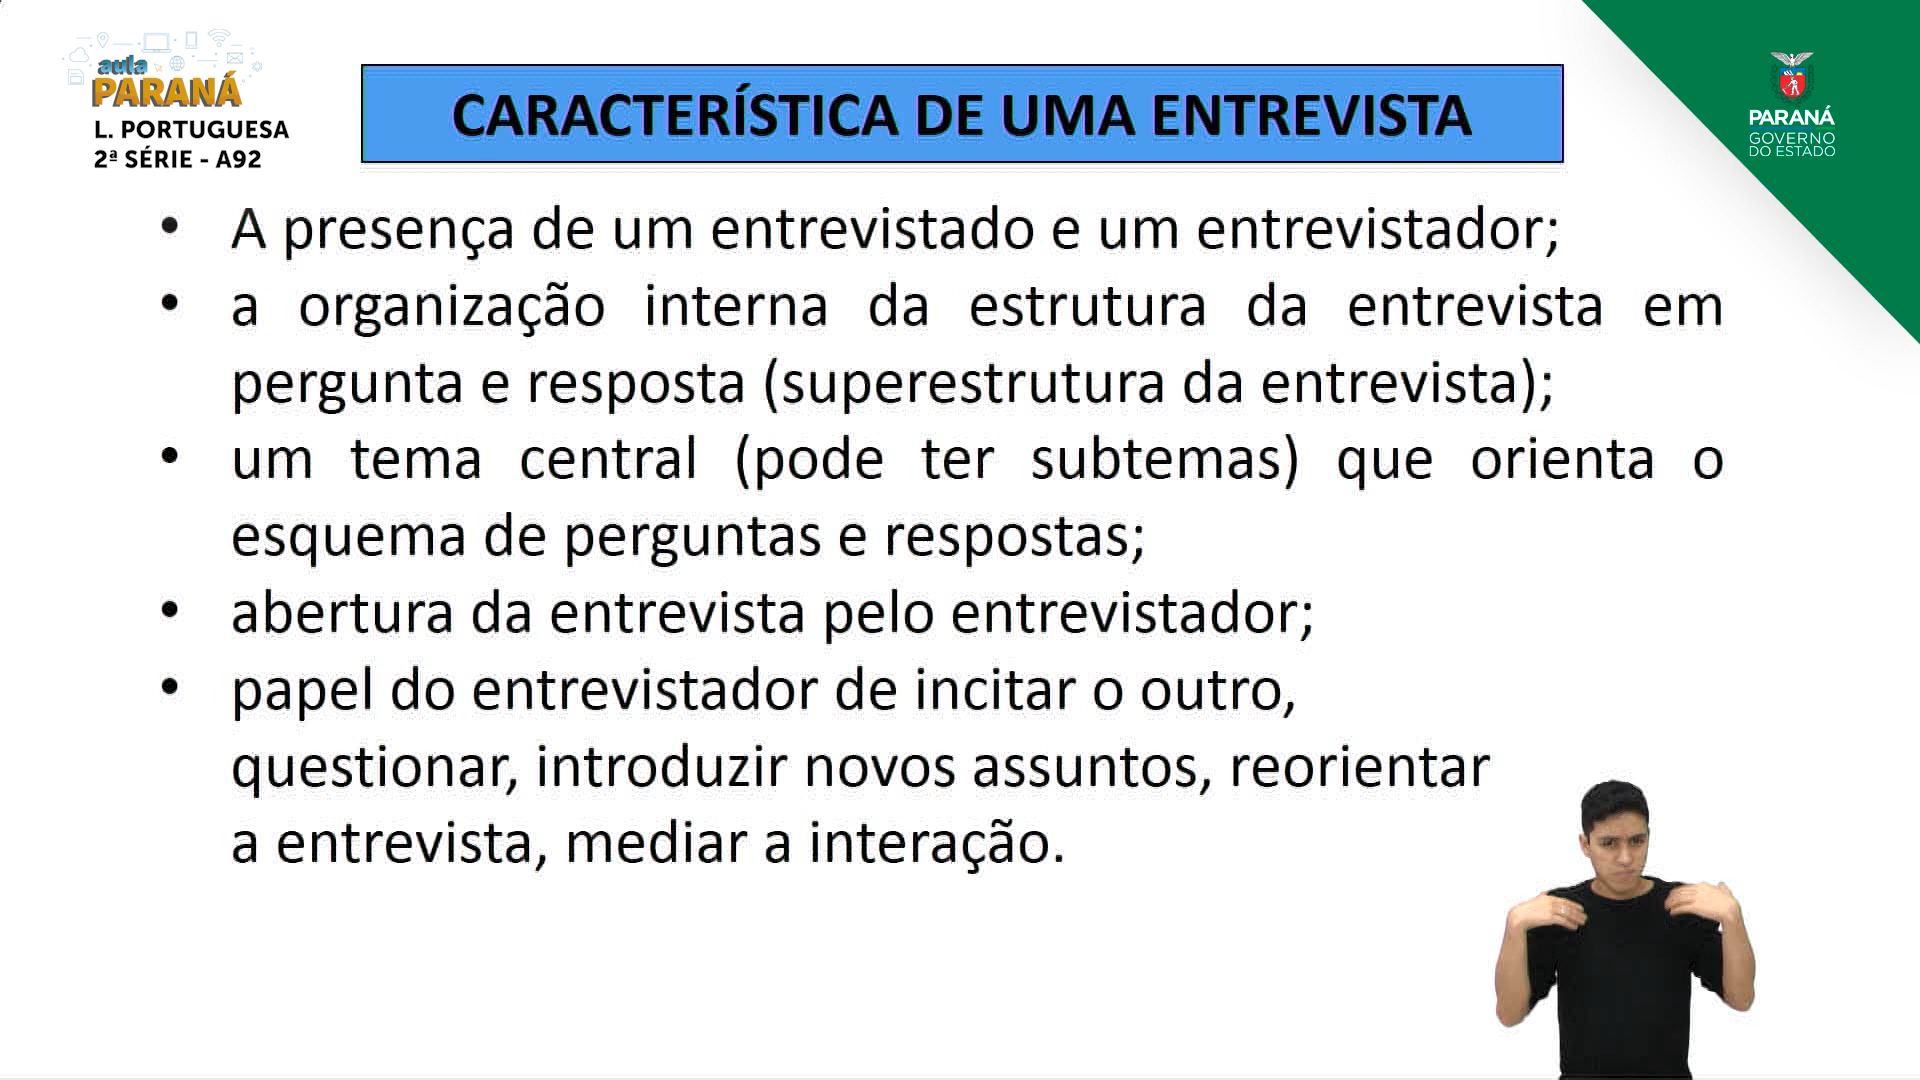 aula
PARANÁ
L. PORTUGUESA
2ª SÉRIE - A92
CARACTERÍSTICA DE UMA ENTREVISTA
PARANÁ
GOVERNO
DO ESTADO
• A presença de um entrevistado e um entrevistador;
• a organização interna da estrutura da entrevista em
pergunta e resposta (superestrutura da entrevista);
• um tema central (pode ter subtemas) que orienta o
esquema de perguntas e respostas;
• abertura da entrevista pelo entrevistador;
• papel do entrevistador de incitar o outro,
questionar, introduzir novos assuntos, reorientar
a entrevista, mediar a interação.